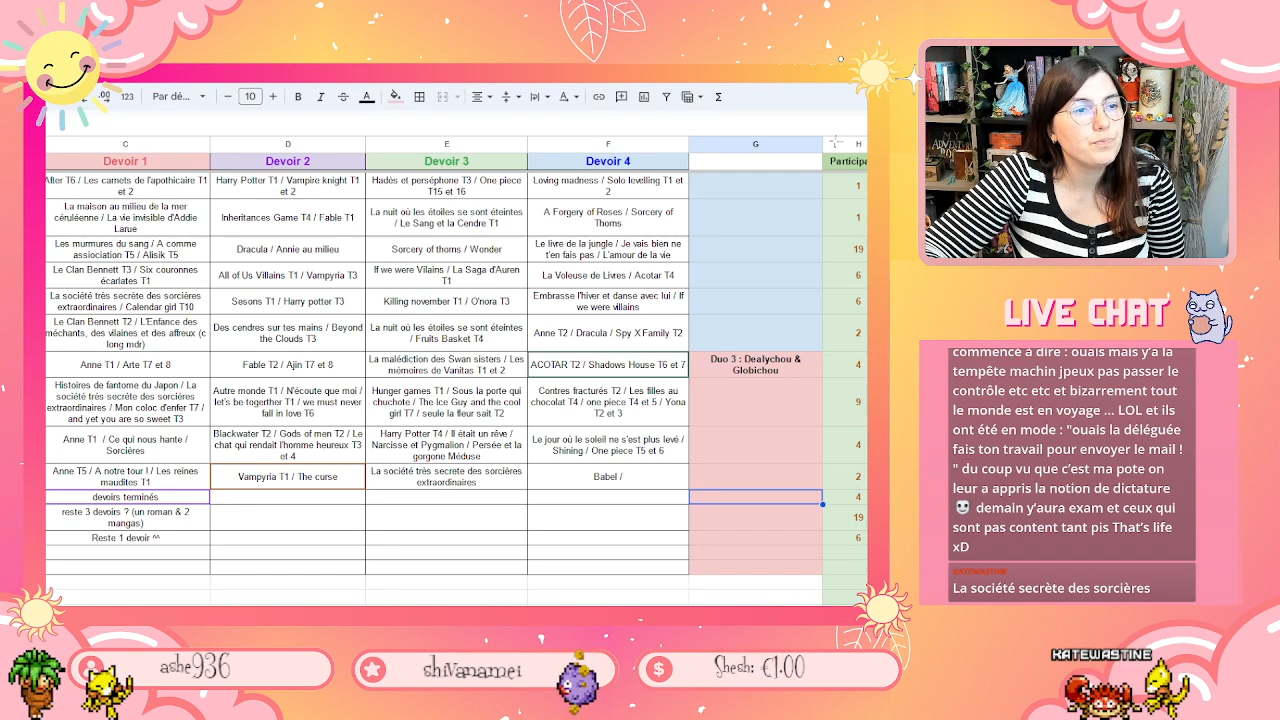 .00 123 Par dé... 10 B I A Σ
C D E F G H
Devoir 1 Devoir 2 Devoir 3 Devoir 4 Participa
After T6 / Les carnets de l'apothicaire T1
et 2
Harry Potter T1 / Vampire knight T1
et 2
Hadès et perséphone T3 / One piece
T15 et 16
Loving madness / Solo levelling T1 et
2
1
La maison au milieu de la mer
céruléenne / La vie invisible d'Addie
Larue
Inheritances Game T4 / Fable T1
La nuit où les étoiles se sont éteintes
/ Le Sang et la Cendre T1
A Forgery of Roses / Sorcery of
Thorns
1
Les murmures du sang / A comme
assiociation T5 / Alisik T5
Dracula / Annie au milieu
Sorcery of thorns / Wonder
Le livre de la jungle / Je vais bien ne
t'en fais pas / L'amour de la vie
19
Le Clan Bennett T3 / Six couronnes
écarlates T1
All of Us Villains T1 / Vampyria T3
If we were Vilains / La Saga d'Auren
T1
La Voleuse de Livres / Acotar T4
6
La société très secrète des sorcières
extraordinaires / Calendar girl T10
Sesons T1 / Harry potter T3
Killing november T1 / O'nora T3
Embrasse l'hiver et danse avec lui / If
we were villains
6
Le Clan Bennett T2 / L'Enfance des
méchants, des vilaines et des affreux (c
long mdr)
Des cendres sur tes mains / Beyond
the Clouds T3
La nuit où les étoiles se sont éteintes
/ Fruits Basket T4
Anne T2 / Dracula / Spy X Family T2
2
Anne T1 / Arte T7 et 8
Fable T2 / Ajin T7 et 8
La malédiction des Swan sisters / Les
mémoires de Vanitas T1 et 2
ACOTAR T2 / Shadows House T6 et 7
Duo 3 : Dealychou &
Globichou
4
Histoires de fantome du Japon / La
société très secrète des sorcières
extraordinaires / Mon coloc d'enfer T7 /
and yet you are so sweet T3
Autre monde T1 / N'écoute que moi /
let's be togerther T1 / we must never
fall in love T6
Hunger games T1 / Sous la porte qui
chuchote / The Ice Guy and the cool
girl T7 / seule la fleur sait T2
Contres fracturés T2 / Les filles au
chocolat T4 / one piece T4 et 5 / Yona
T2 et 3
9
Anne T1 / Ce qui nous hante /
Sorcières
Blackwater T2 / Gods of men T2 / Le
chat qui rendait l'homme heureux T3
et 4
Harry Potter T4 / Il était un rêve /
Narcisse et Pygmalion / Persée et la
gorgone Méduse
Le jour où le soleil ne s'est plus levé /
Shining / One piece T5 et 6
4
Anne T5 / A notre tour ! / Les reines
maudites T1
Vampyria T1 / The curse
La société très secrete des sorcières
extraordinaires
Babel /
2
devoirs terminés
4
reste 3 devoirs ? (un roman & 2
mangas)
19
Reste 1 devoir ^^
6
MY
ADVENTURE
LIVE CHAT
commence à dire : ouais mais y'a la
tempête machin jpeux pas passer le
contrôle etc etc et bizarrement tout
le monde est en voyage ... LOL et ils
ont été en mode : "ouais la déléguée
fais ton travail pour envoyer le mail !
" du coup vu que c'est ma pote on
leur a appris la notion de dictature
demain y'aura exam et ceux qui
sont pas content tant pis That's life
xD
KATEWASTINE
La société secrète des sorcières
ashe936
shivanamei
Shesh: €1.00
KATEWASTINE